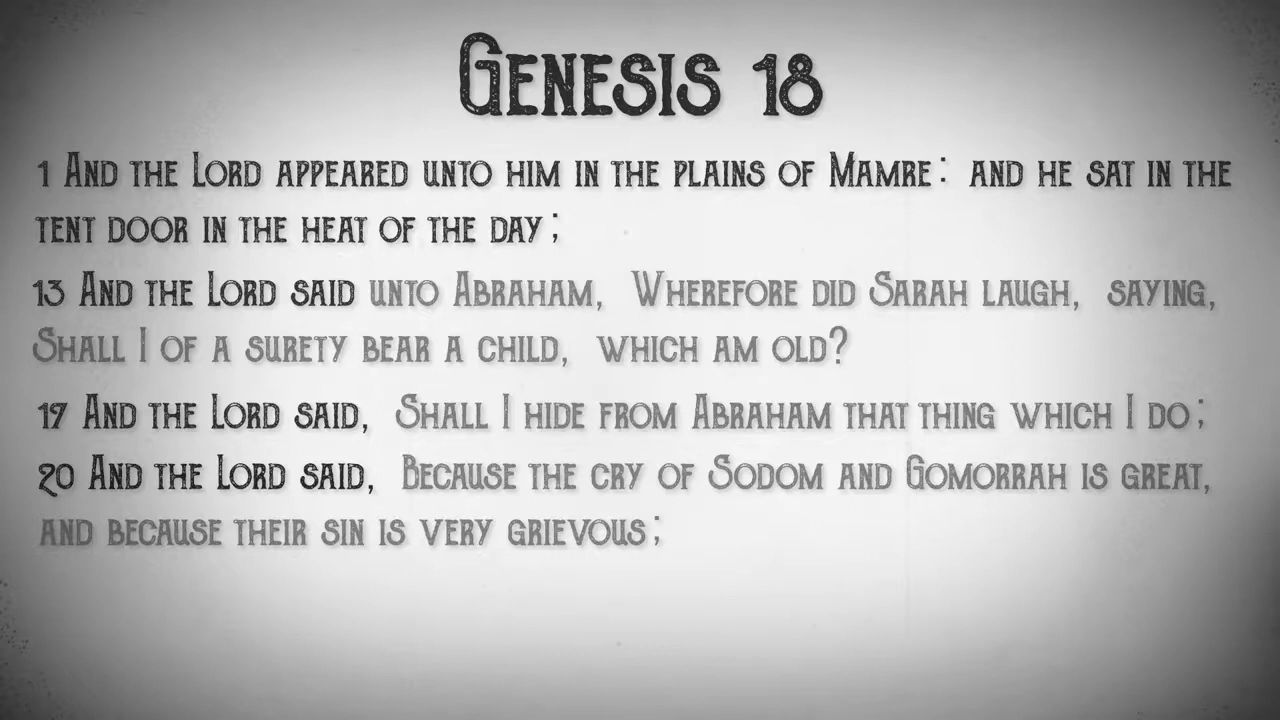 Genesis 18
1 And the Lord appeared unto him in the plains of Mamre: and he sat in the
tent door in the heat of the day;
13 And the Lord said unto Abraham, Wherefore did Sarah laugh, saying,
Shall I of a surety bear a child, which am old?
17 And the Lord said, Shall I hide from Abraham that thing which I do;
20 And the Lord said, Because the cry of Sodom and Gomorrah is great,
and because their sin is very grievous;